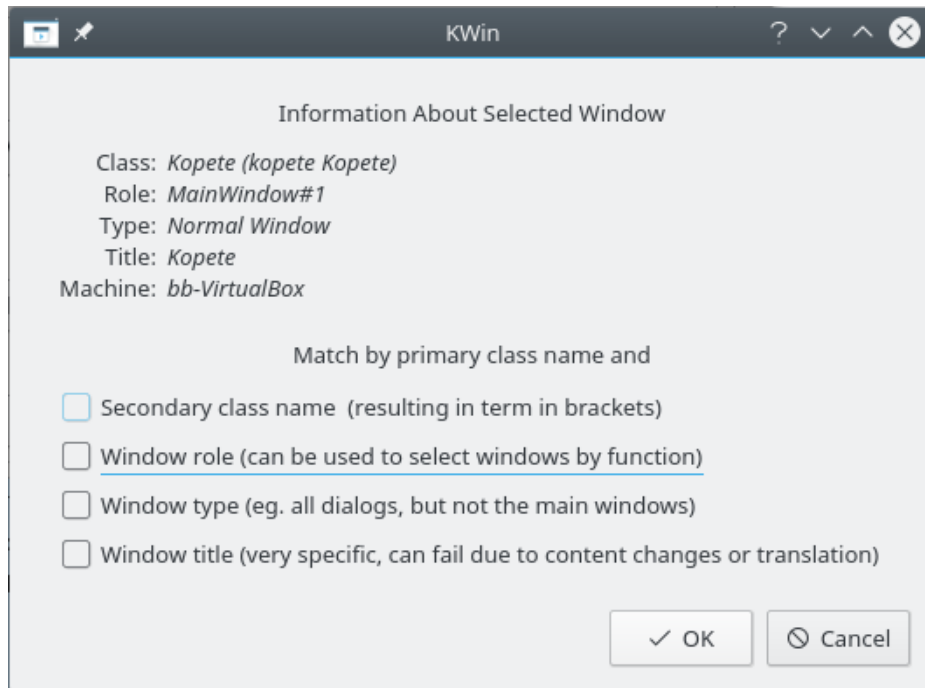 KWin
Information About Selected Window
Class: Kopete (kopete Kopete)
Role: MainWindow#1
Type: Normal Window
Title: Kopete
Machine: bb-VirtualBox
Match by primary class name and
Secondary class name (resulting in term in brackets)
Window role (can be used to select windows by function)
Window type (eg. all dialogs, but not the main windows)
Window title (very specific, can fail due to content changes or translation)
OK Cancel